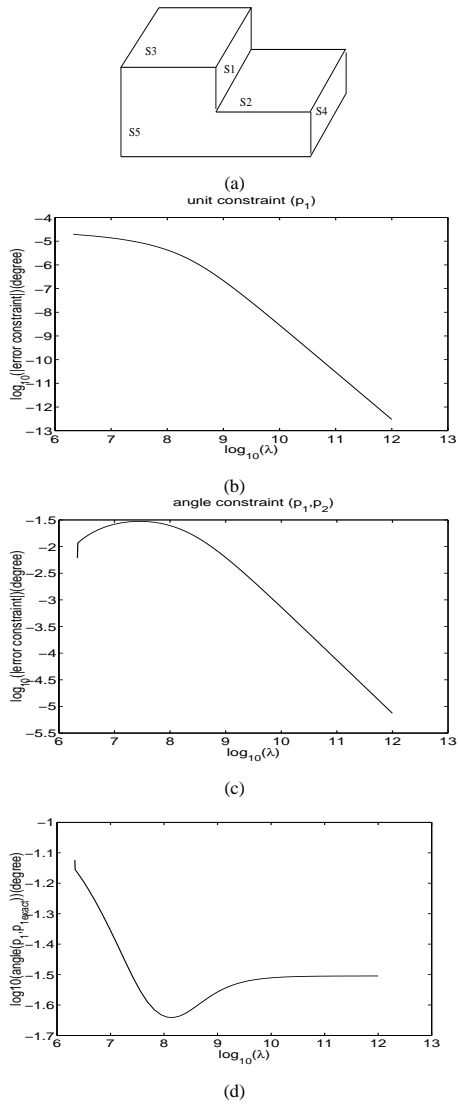 S3
S1
S2
S4
S5
(a)
unit constraint (p1)
log10(|error constraint|)(degree)
−4
−5
−6
−7
−8
−9
−10
−11
−12
−13
6 7 8 9 10 11 12 13
log10(λ)
(b)
angle constraint (p1,p2)
log10(|error constraint|)(degree)
−1.5
−2
−2.5
−3
−3.5
−4
−4.5
−5
−5.5
6 7 8 9 10 11 12 13
log10(λ)
(c)
log10(angle(p1,p1exact))(degree)
−1
−1.1
−1.2
−1.3
−1.4
−1.5
−1.6
−1.7
6 7 8 9 10 11 12 13
log10(λ)
(d)